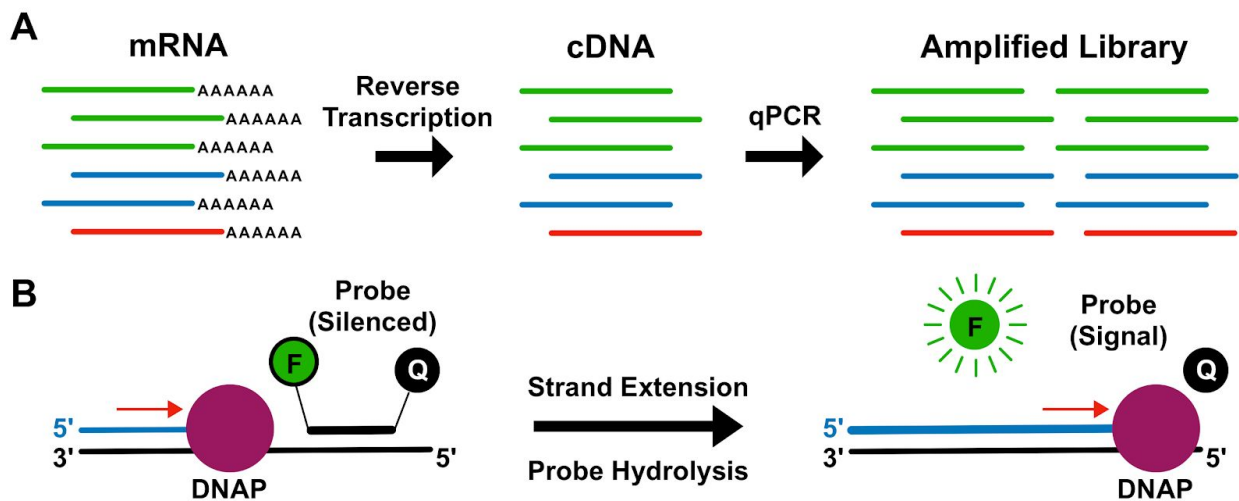 A
mRNA
cDNA
Amplified Library
Reverse
Transcription
qPCR
AAAAAA
AAAAAA
AAAAAA
AAAAAA
AAAAAA
AAAAAA
B
Probe
(Silenced)
F
Q
5'
3'
5'
DNAP
Strand Extension
Probe Hydrolysis
F
Probe
(Signal)
Q
5'
3'
5'
DNAP